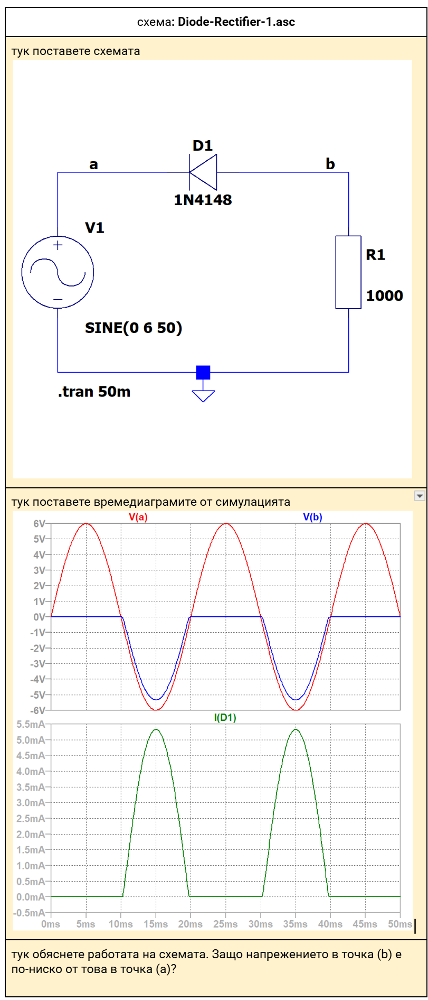 схема: Diode-Rectifier-1.asc
тук поставете схемата
D1
a
b
1N4148
V1
R1
1000
SINE(0 6 50)
.tran 50m
тук поставете времедиаграмите от симулацията
V(a)
V(b)
6V
5V
4V
3V
2V
1V
0V
-1V
-2V
-3V
-4V
-5V
-6V
I(D1)
5.5mA
5.0mA
4.5mA
4.0mA
3.5mA
3.0mA
2.5mA
2.0mA
1.5mA
1.0mA
0.5mA
0.0mA
-0.5mA
0ms 5ms 10ms 15ms 20ms 25ms 30ms 35ms 40ms 45ms 50ms
тук обяснете работата на схемата. Защо напрежението в точка (b) е
по-ниско от това в точка (a)?